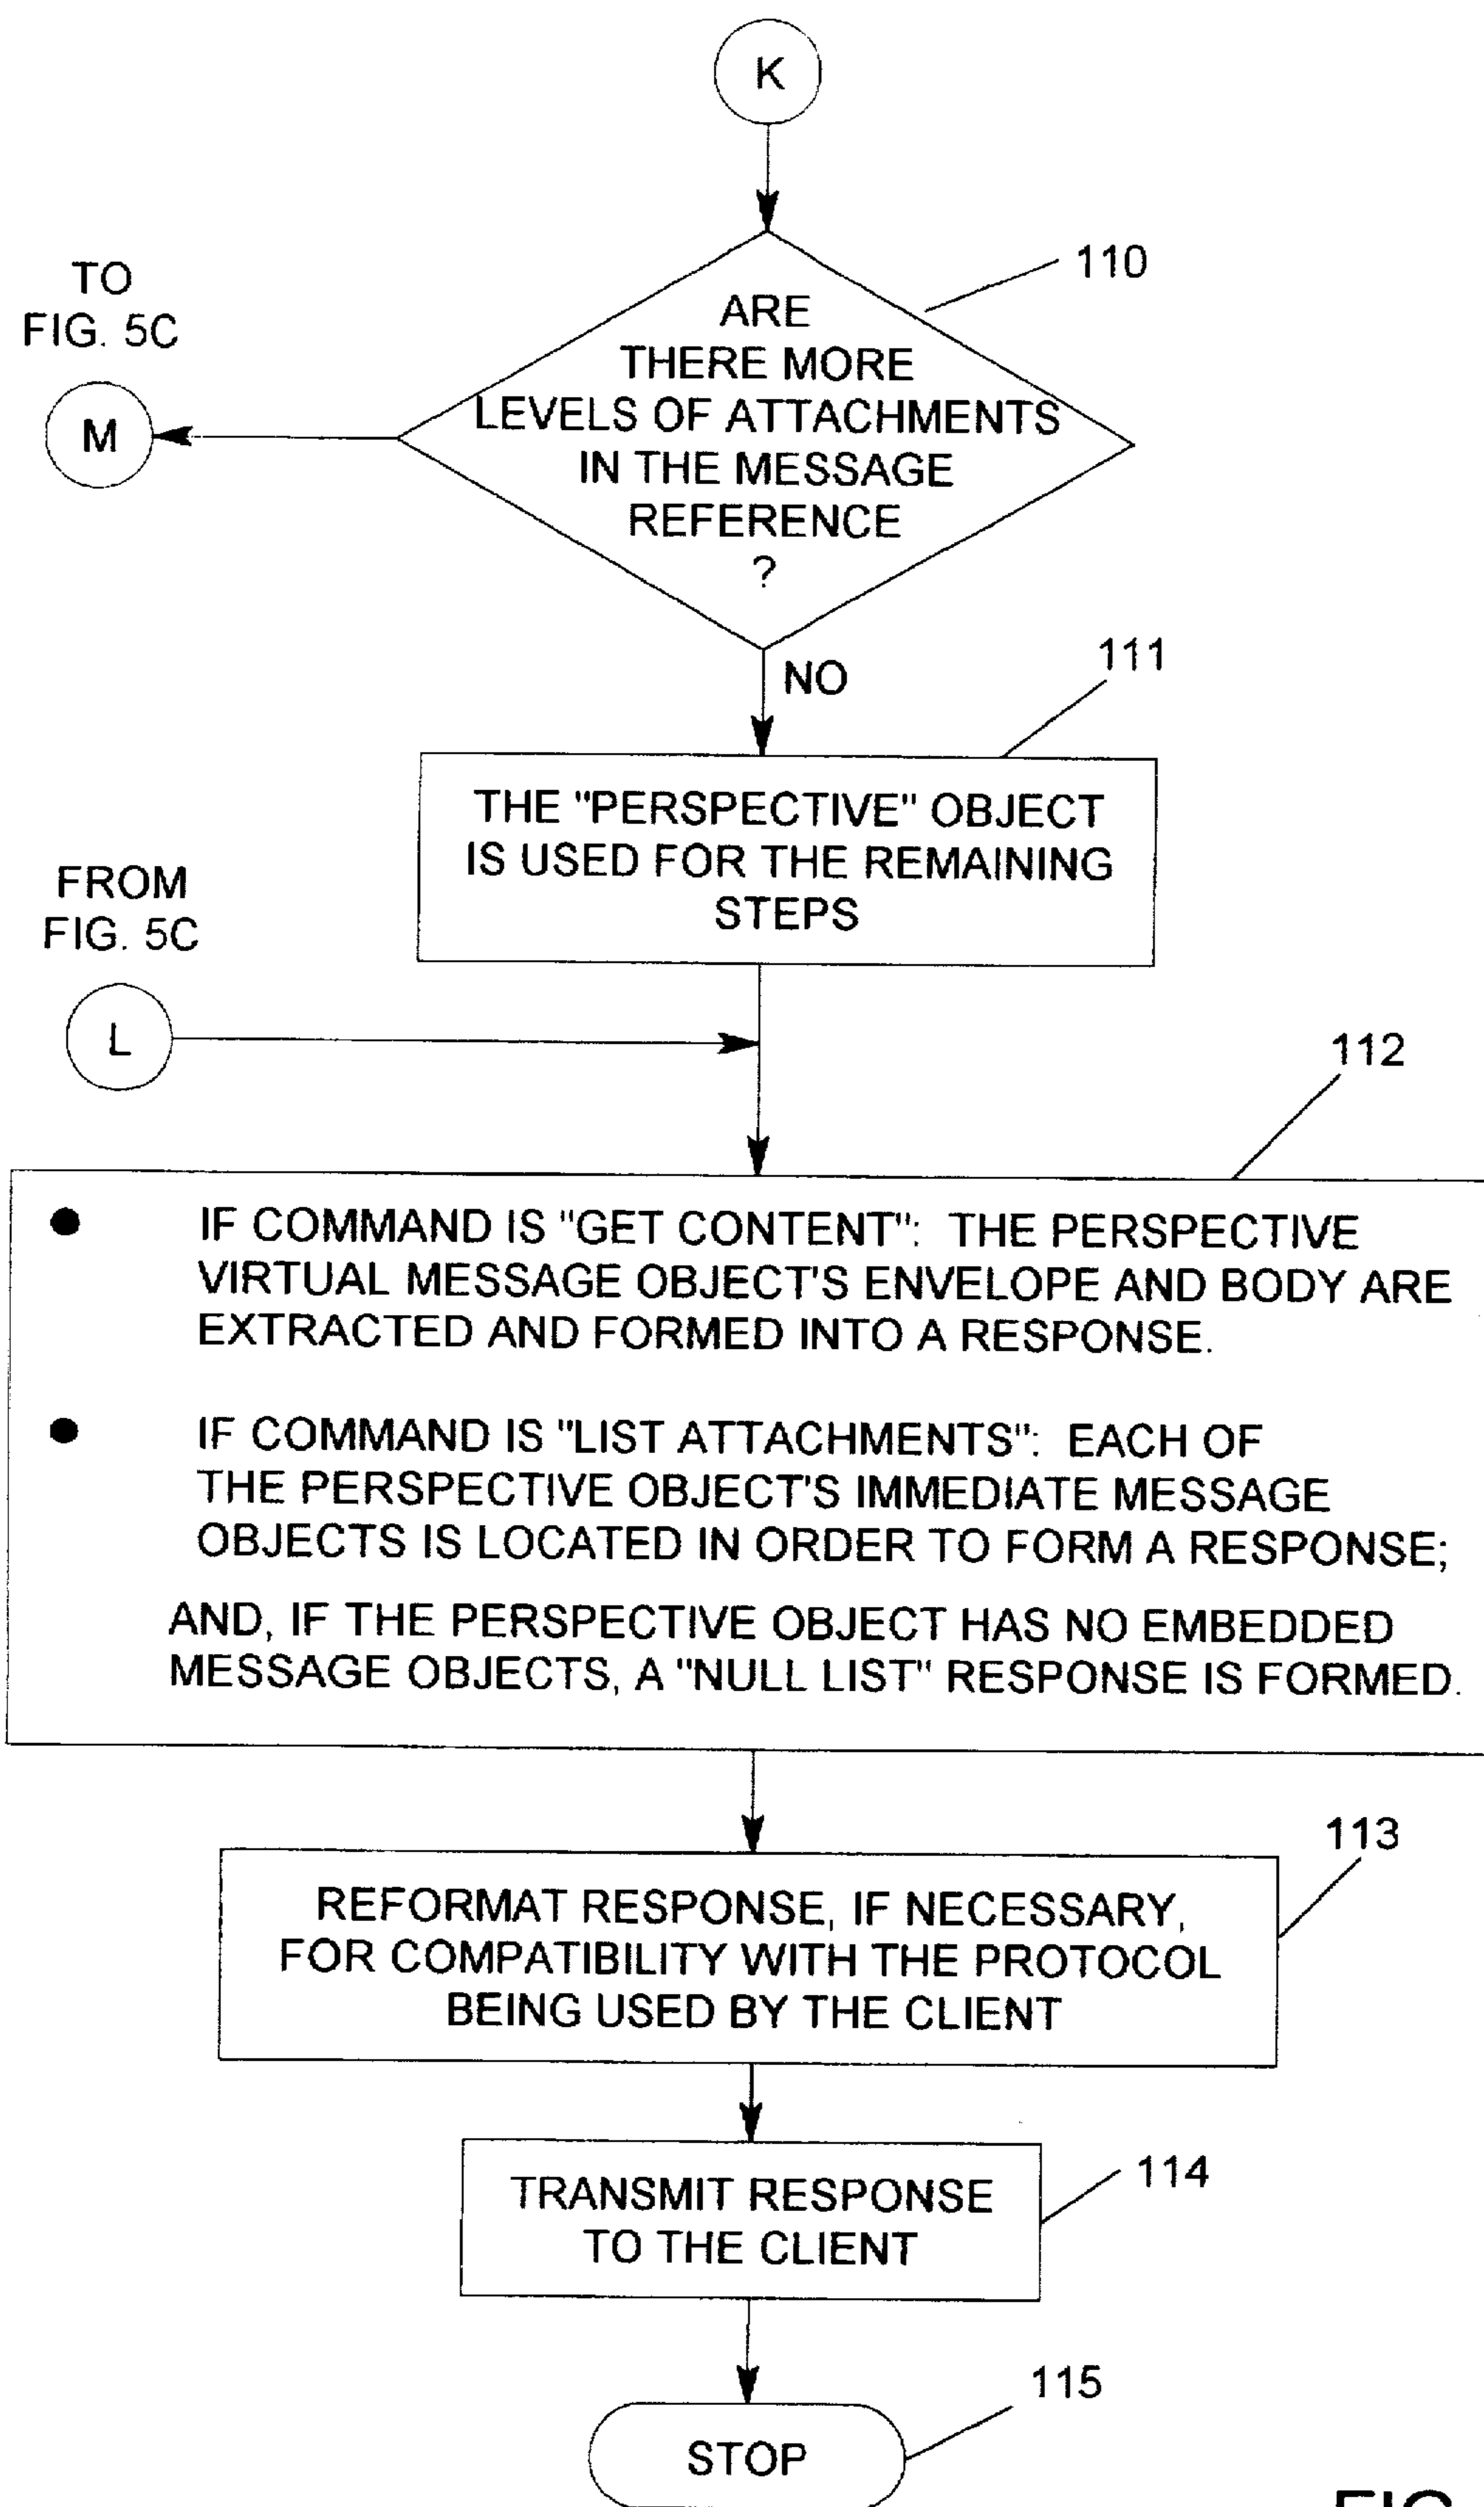 K
110
TO
FIG. 5C
ARE
THERE MORE
LEVELS OF ATTACHMENTS
IN THE MESSAGE
REFERENCE
?
M
NO
111
THE "PERSPECTIVE" OBJECT
IS USED FOR THE REMAINING
STEPS
FROM
FIG. 5C
L
112
● IF COMMAND IS "GET CONTENT": THE PERSPECTIVE
VIRTUAL MESSAGE OBJECT'S ENVELOPE AND BODY ARE
EXTRACTED AND FORMED INTO A RESPONSE.
● IF COMMAND IS "LIST ATTACHMENTS": EACH OF
THE PERSPECTIVE OBJECT'S IMMEDIATE MESSAGE
OBJECTS IS LOCATED IN ORDER TO FORM A RESPONSE;
AND, IF THE PERSPECTIVE OBJECT HAS NO EMBEDDED
MESSAGE OBJECTS, A "NULL LIST" RESPONSE IS FORMED.
113
REFORMAT RESPONSE, IF NECESSARY,
FOR COMPATIBILITY WITH THE PROTOCOL
BEING USED BY THE CLIENT
114
TRANSMIT RESPONSE
TO THE CLIENT
115
STOP